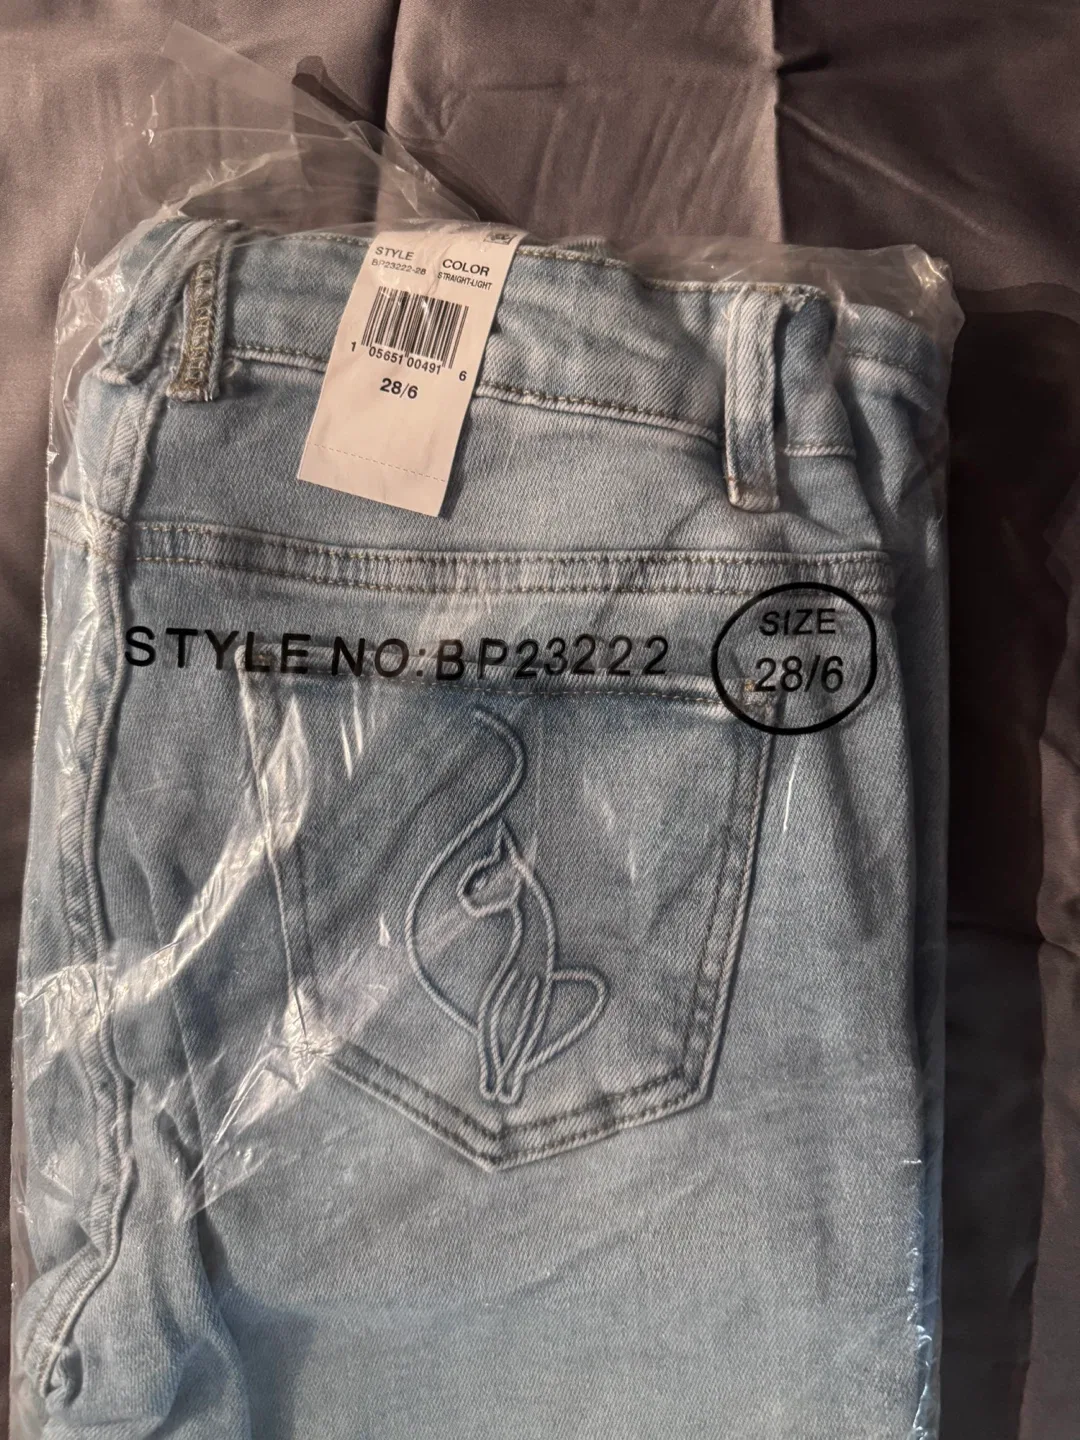 STYLE COLOR
BP23222-28 STRAIGHT-LIGHT
1 05651 00491 6
28/6
STYLE NO:BP23222
SIZE
28/6